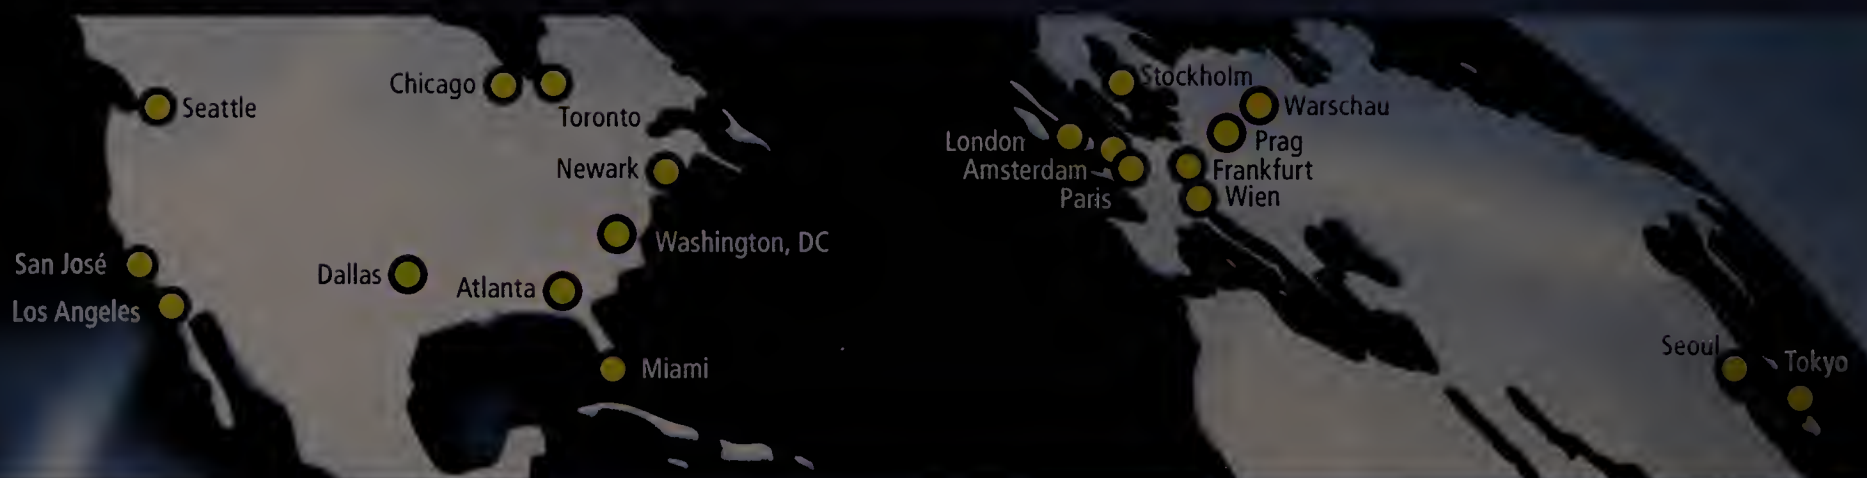 Seattle
Chicago
Toronto
Newark
Washington, DC
San José
Los Angeles
Dallas
Atlanta
Miami
Stockholm
Warschau
London
Prag
Amsterdam
Frankfurt
Paris
Wien
Seoul
Tokyo